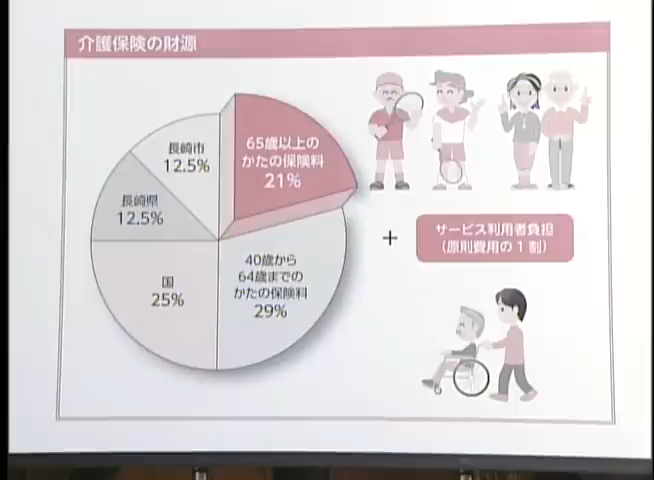 介護保険の財源
長崎市
12.5%
65歳以上の
かたの保険料
21%
長崎県
12.5%
国
25%
40歳から
64歳までの
かたの保険料
29%
+
サービス利用者負担
(原則費用の1割)